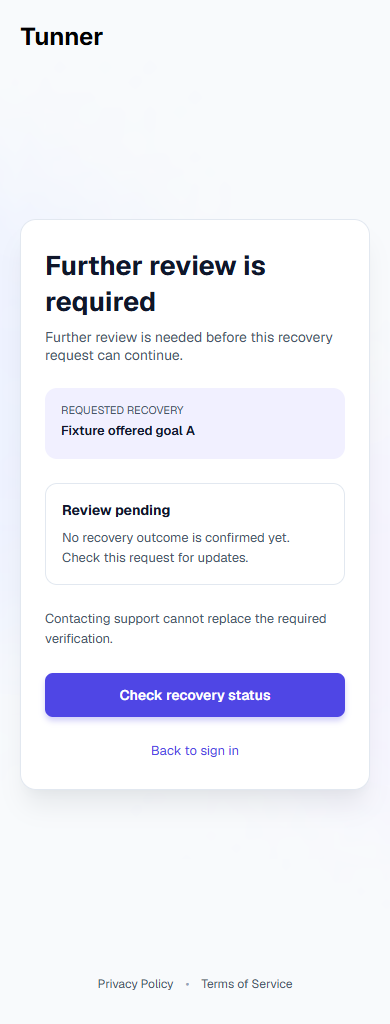 Tunner
Further review is
required
Further review is needed before this recovery
request can continue.
REQUESTED RECOVERY
Fixture offered goal A
Review pending
No recovery outcome is confirmed yet.
Check this request for updates.
Contacting support cannot replace the required
verification.
Check recovery status
Back to sign in
Privacy Policy • Terms of Service